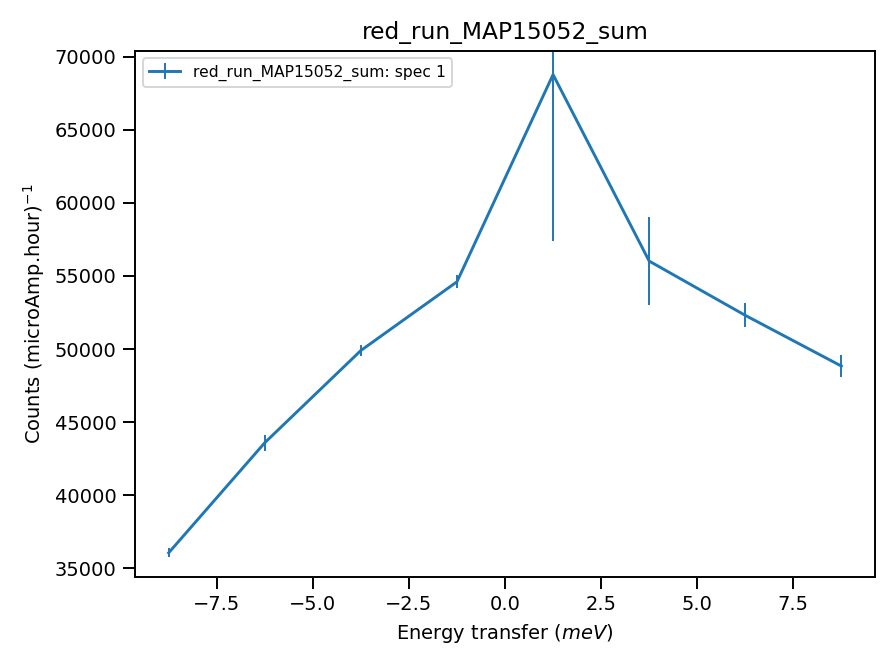 red_run_MAP15052_sum
red_run_MAP15052_sum: spec 1
70000
65000
60000
55000
50000
45000
40000
35000
Counts (microAmp.hour)⁻¹
−7.5 −5.0 −2.5 0.0 2.5 5.0 7.5
Energy transfer (meV)